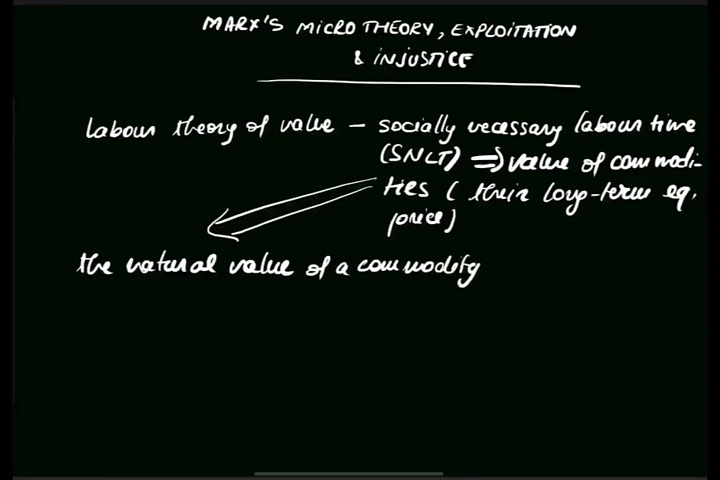 MARX'S MICRO THEORY, EXPLOITATION
& INJUSTICE
labour theory of value – socially necessary labour time
(SNLT) ⇒ value of commodi-
ties (their long-term eq.
price)
the natural value of a commodity